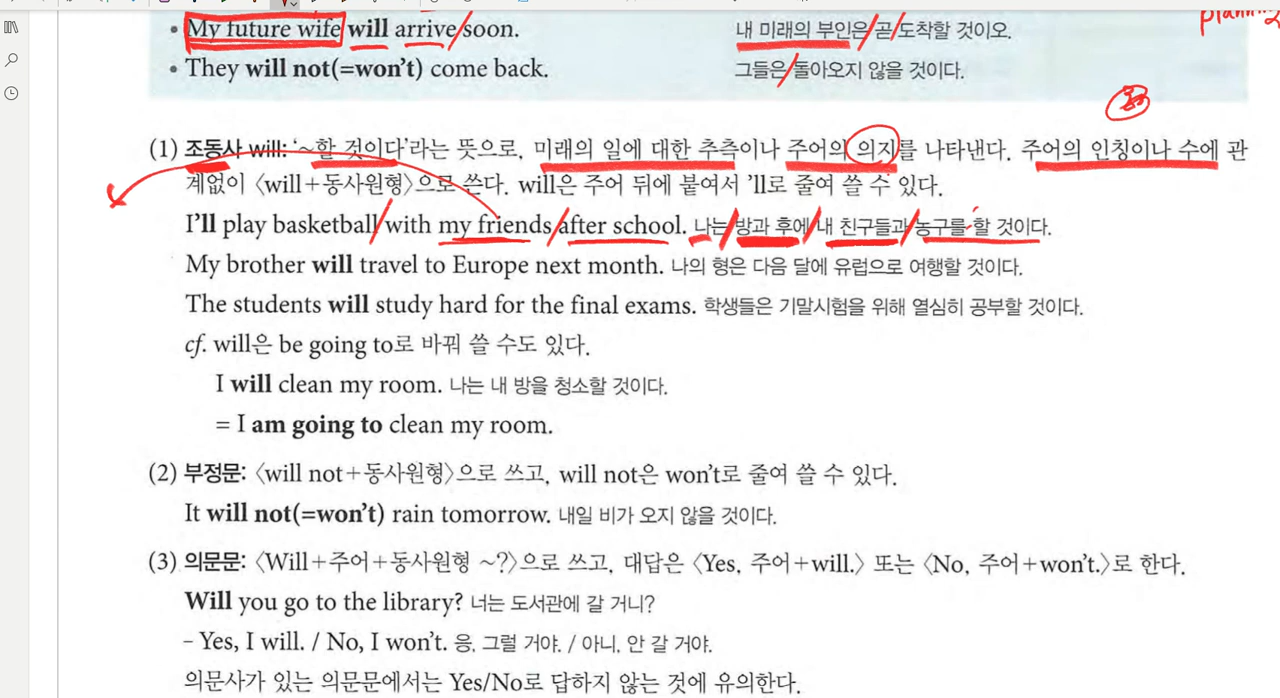 planning
• My future wife will arrive soon. 내 미래의 부인은 곧 도착할 것이오.
• They will not(=won't) come back. 그들은 돌아오지 않을 것이다.
(1) 조동사 will: '~할 것이다'라는 뜻으로, 미래의 일에 대한 추측이나 주어의 의지를 나타낸다. 주어의 인칭이나 수에 관
계없이 〈will+동사원형〉으로 쓴다. will은 주어 뒤에 붙여서 'll로 줄여 쓸 수 있다.
I'll play basketball with my friends after school. 나는 방과 후에 내 친구들과 농구를 할 것이다.
My brother will travel to Europe next month. 나의 형은 다음 달에 유럽으로 여행할 것이다.
The students will study hard for the final exams. 학생들은 기말시험을 위해 열심히 공부할 것이다.
cf. will은 be going to로 바꿔 쓸 수도 있다.
I will clean my room. 나는 내 방을 청소할 것이다.
= I am going to clean my room.
(2) 부정문: 〈will not+동사원형〉으로 쓰고, will not은 won't로 줄여 쓸 수 있다.
It will not(=won't) rain tomorrow. 내일 비가 오지 않을 것이다.
(3) 의문문: 〈Will+주어+동사원형 ~?〉으로 쓰고, 대답은 〈Yes, 주어+will.〉 또는 〈No, 주어+won't.〉로 한다.
Will you go to the library? 너는 도서관에 갈 거니?
– Yes, I will. / No, I won't. 응, 그럴 거야. / 아니, 안 갈 거야.
의문사가 있는 의문문에서는 Yes/No로 답하지 않는 것에 유의한다.